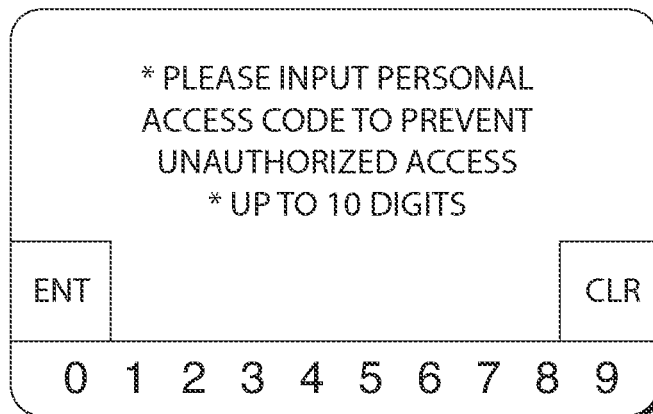 * PLEASE INPUT PERSONAL
ACCESS CODE TO PREVENT
UNAUTHORIZED ACCESS
* UP TO 10 DIGITS
ENT CLR
0 1 2 3 4 5 6 7 8 9